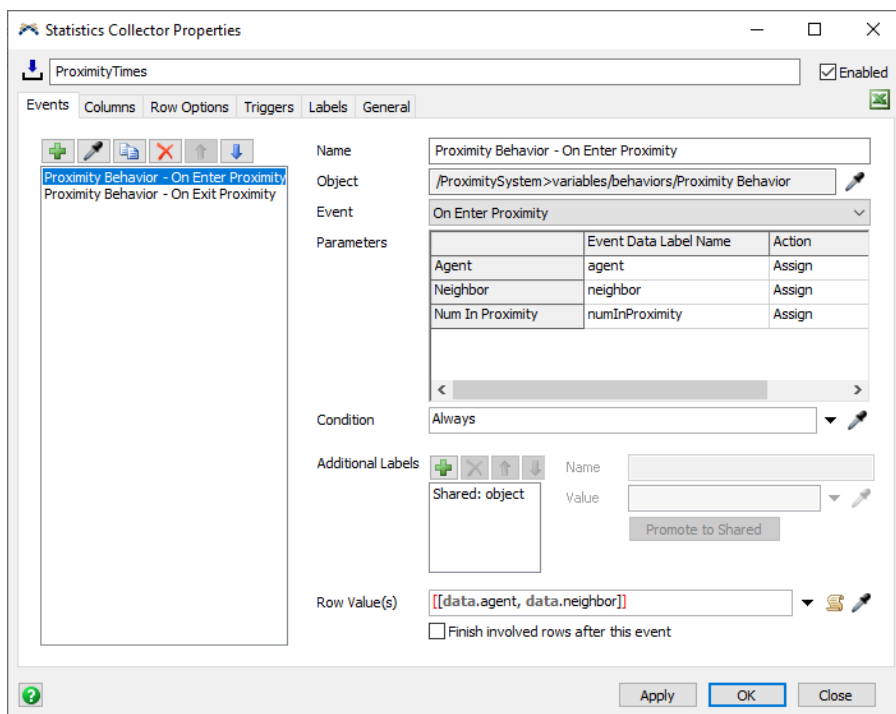 Statistics Collector Properties
ProximityTimes
Enabled
Events Columns Row Options Triggers Labels General
Proximity Behavior - On Enter Proximity
Proximity Behavior - On Exit Proximity
Name Proximity Behavior - On Enter Proximity
Object /ProximitySystem>variables/behaviors/Proximity Behavior
Event On Enter Proximity
Parameters Event Data Label Name Action
Agent agent Assign
Neighbor neighbor Assign
Num In Proximity numInProximity Assign
Condition Always
Additional Labels Name
Shared: object Value
Promote to Shared
Row Value(s) [[data.agent, data.neighbor]]
Finish involved rows after this event
? Apply OK Close